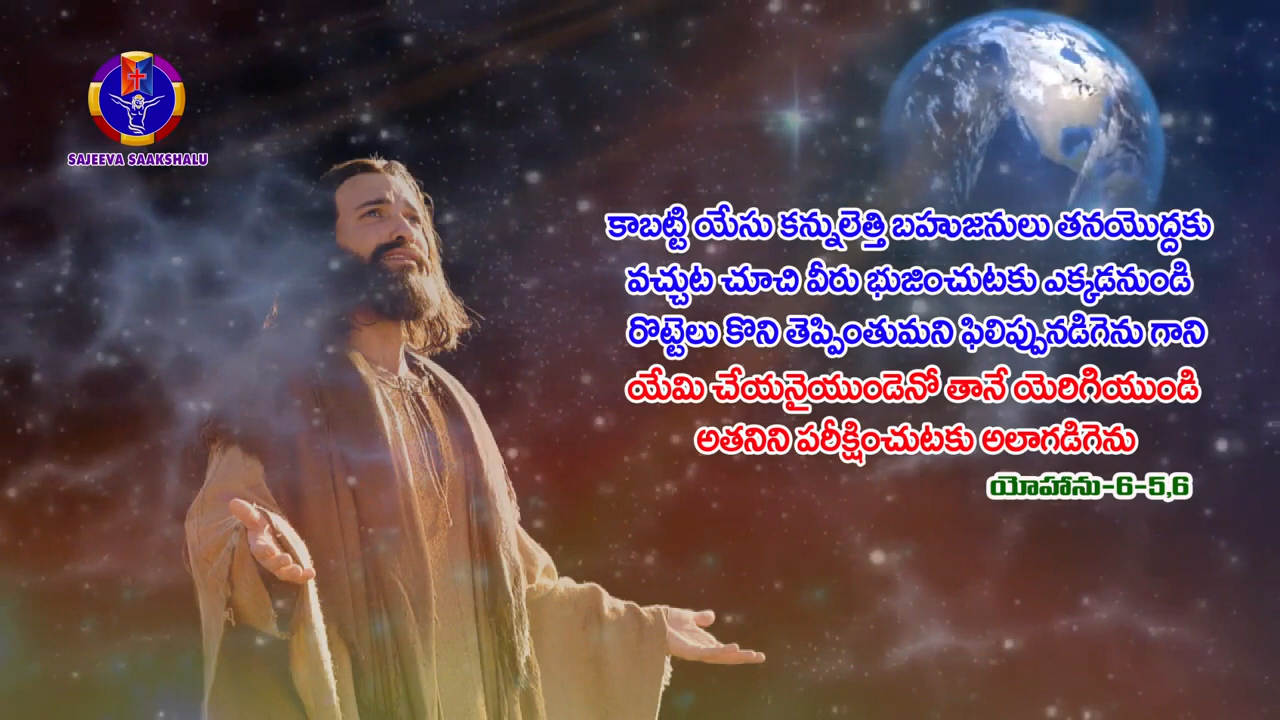 SAJEEVA SAAKSHALU
కాబట్టి యేసు కన్నులెత్తి బహుజనులు తనయొద్దకు
వచ్చుట చూచి వీరు భుజించుటకు ఎక్కడనుండి
రొట్టెలు కొని తెప్పింతుమని ఫిలిప్పునడిగెను గాని
యేమి చేయనైయుండెనో తానే యెరిగియుండి
అతనిని పరీక్షించుటకు అలాగడిగెను
యోహాను-6-5,6